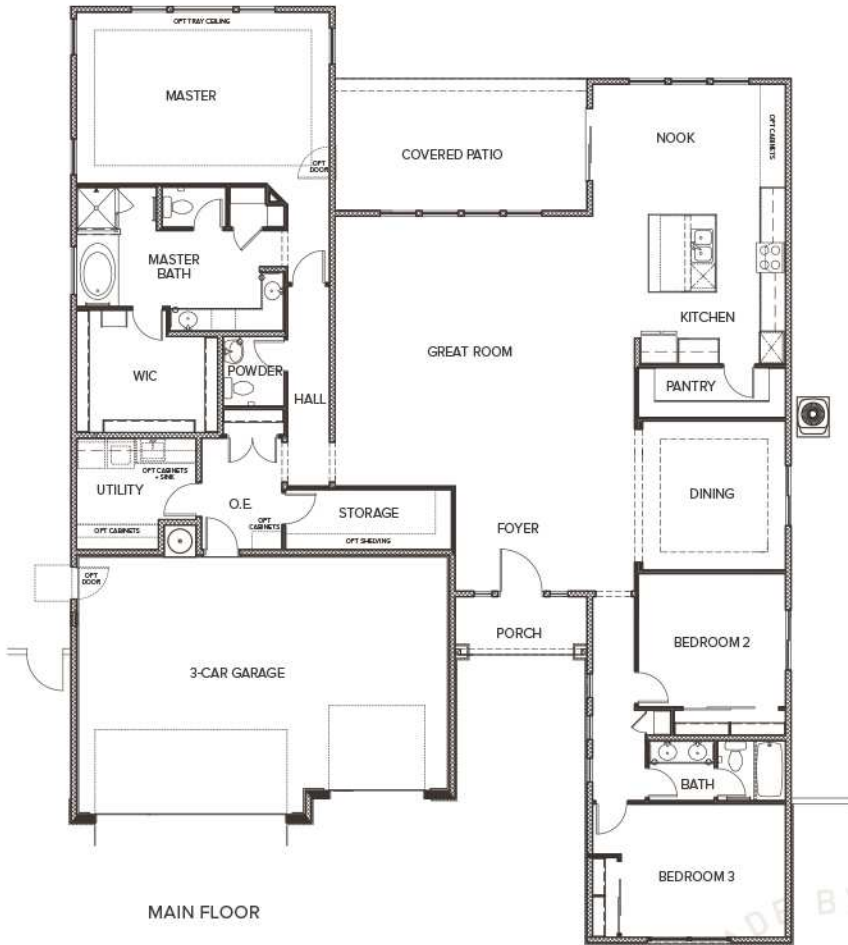 OPT TRAY CEILING
MASTER
OPT
DOOR
COVERED PATIO
NOOK
OPT CABINETS
MASTER
BATH
KITCHEN
GREAT ROOM
WIC
POWDER
HALL
PANTRY
UTILITY
OPT CABINETS
+ SINK
OPT CABINETS
O.E.
OPT
CABINETS
STORAGE
OPT SHELVING
DINING
FOYER
OPT
DOOR
PORCH
BEDROOM 2
3-CAR GARAGE
BATH
BEDROOM 3
MAIN FLOOR